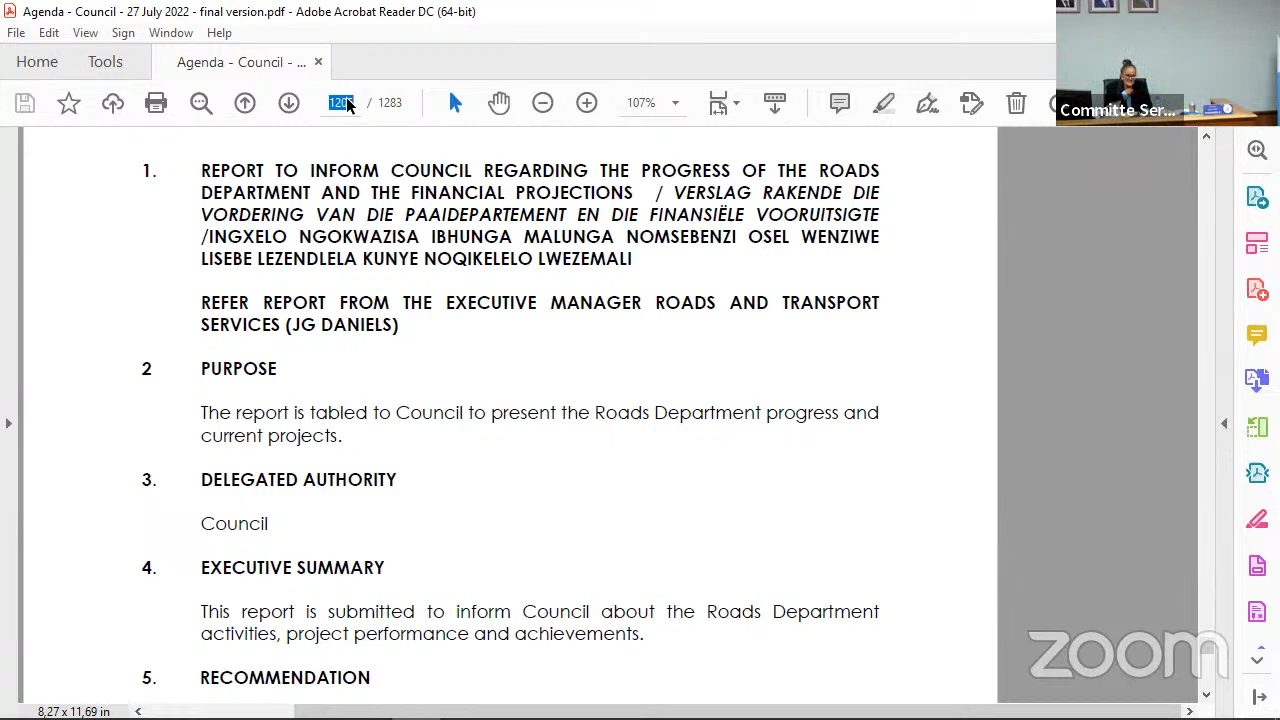 Agenda - Council - 27 July 2022 - final version.pdf - Adobe Acrobat Reader DC (64-bit)
File Edit View Sign Window Help
Home Tools Agenda - Council - ... ×
/ 1283 107%
Committe Ser...
1. REPORT TO INFORM COUNCIL REGARDING THE PROGRESS OF THE ROADS
DEPARTMENT AND THE FINANCIAL PROJECTIONS / VERSLAG RAKENDE DIE
VORDERING VAN DIE PAAIDEPARTEMENT EN DIE FINANSIËLE VOORUITSIGTE
/INGXELO NGOKWAZISA IBHUNGA MALUNGA NOMSEBENZI OSEL WENZIWE
LISEBE LEZENDLELA KUNYE NOQIKELELO LWEZEMALI
REFER REPORT FROM THE EXECUTIVE MANAGER ROADS AND TRANSPORT
SERVICES (JG DANIELS)
2 PURPOSE
The report is tabled to Council to present the Roads Department progress and
current projects.
3. DELEGATED AUTHORITY
Council
4. EXECUTIVE SUMMARY
This report is submitted to inform Council about the Roads Department
activities, project performance and achievements.
5. RECOMMENDATION
zoom
8,27 x 11,69 in